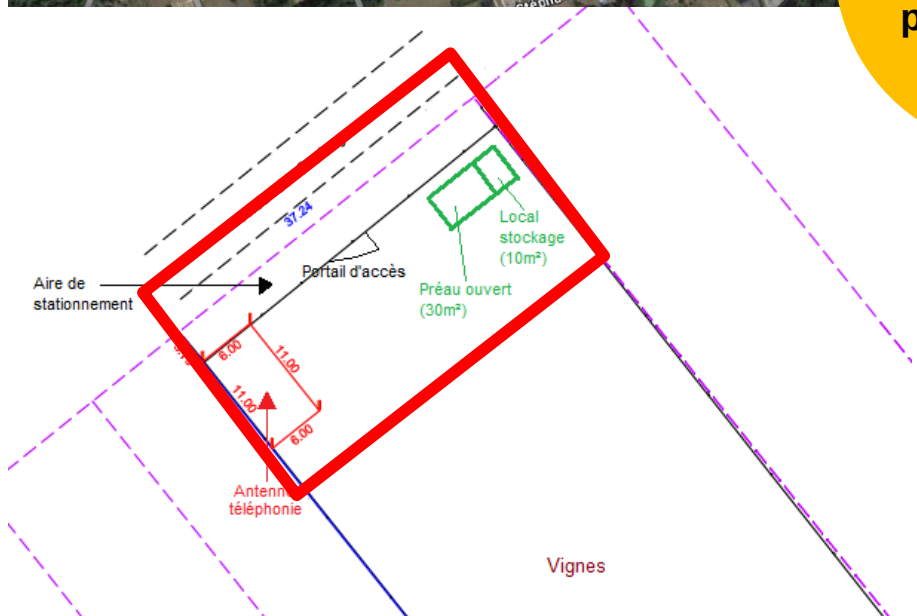 p
37.24
Portail d'accès
Aire de
stationnement
Local
stockage
(10m²)
Préau ouvert
(30m²)
6.00
11.00
11.00
6.00
Antenne
téléphonie
Vignes